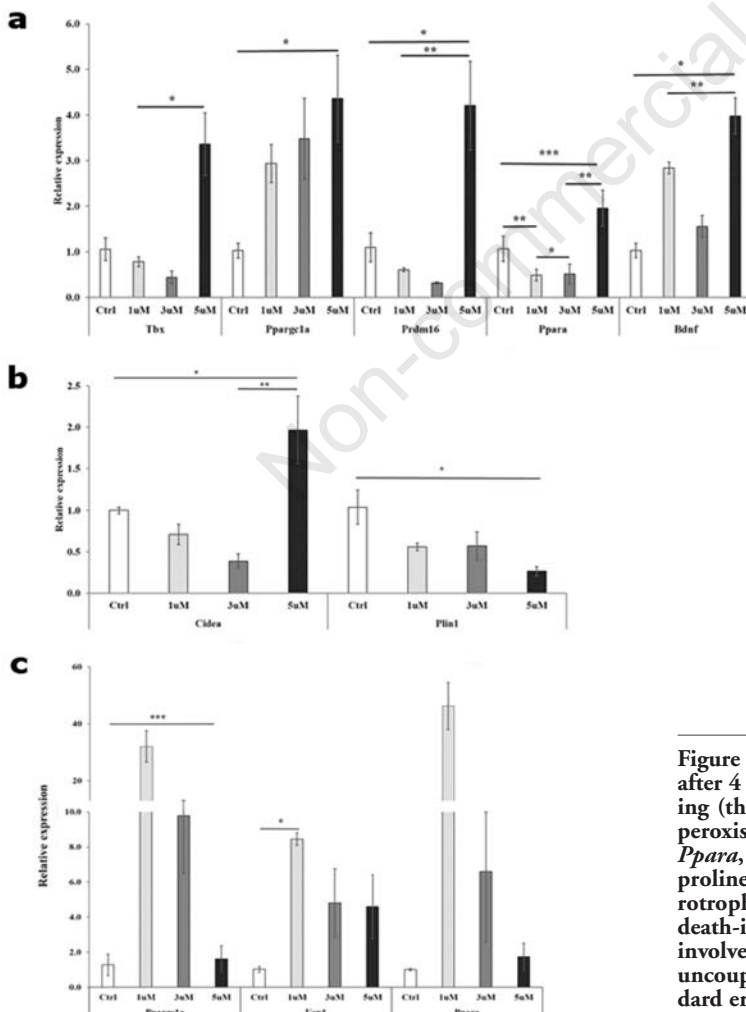 a
6.0
5.0
4.0
3.0
2.0
1.0
0.0
Relative expression
*
*
*
**
***
**
**
*
*
**
Ctrl 1uM 3uM 5uM Ctrl 1uM 3uM 5uM Ctrl 1uM 3uM 5uM Ctrl 1uM 3uM 5uM Ctrl 1uM 3uM 5uM
Tbx Ppargc1a Prdm16 Ppara Bdnf
Non-commercial
b
2.5
2.0
1.5
1.0
0.5
0.0
Relative expression
*
**
*
Ctrl 1uM 3uM 5uM Ctrl 1uM 3uM 5uM
Cidea Plin1
c
60
40
20
10.0
8.0
6.0
4.0
2.0
Relative expression
***
*
Ctrl 1uM 3uM 5uM Ctrl 1uM 3uM 5uM Ctrl 1uM 3uM 5uM
Figure
after 4
ing (th
peroxis
Ppara,
proline
rotroph
death-i
involve
uncoup
dard en